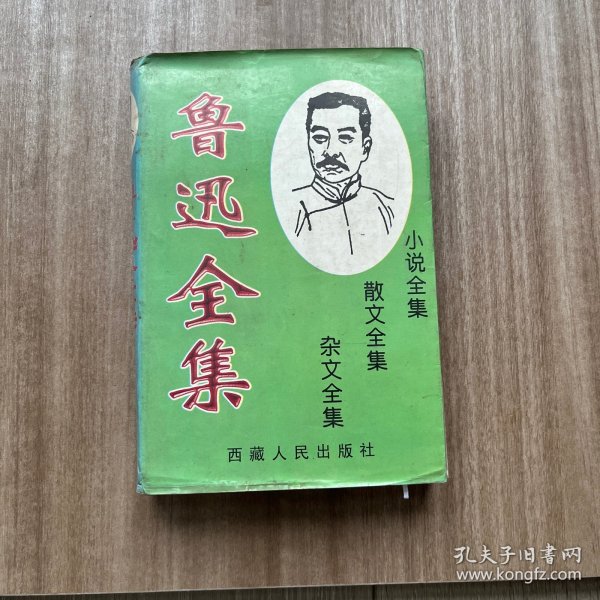 鲁迅全集
小说全集
散文全集
杂文全集
西藏人民出版社
孔夫子旧书网
www.kongfz.com